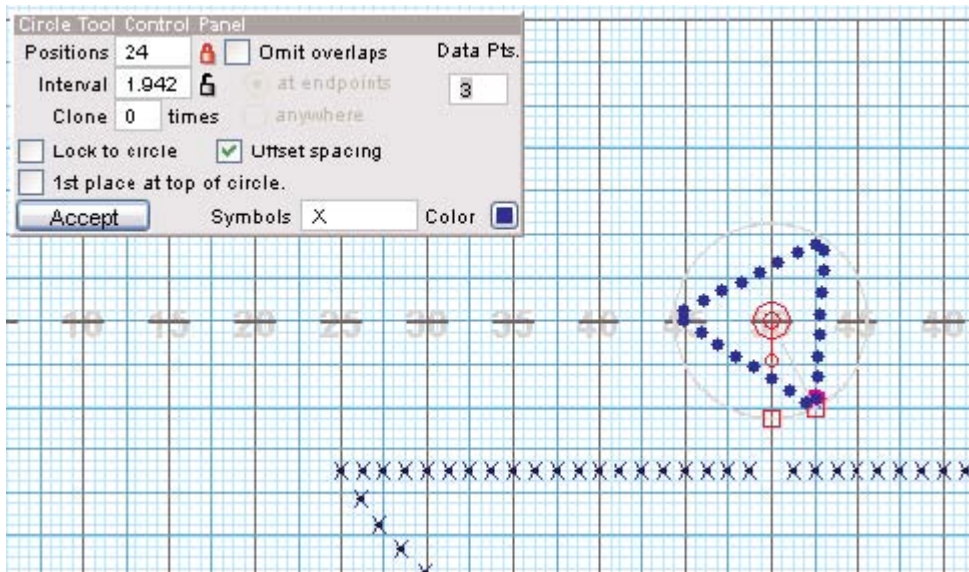 Circle Tool Control Panel
Positions 24 Omit overlaps Data Pts.
Interval 1.942 at endpoints 3
Clone 0 times anywhere
Lock to circle Offset spacing
1st place at top of circle.
Accept Symbols X Color
10 15 20 25 30 35 40 45 45 40